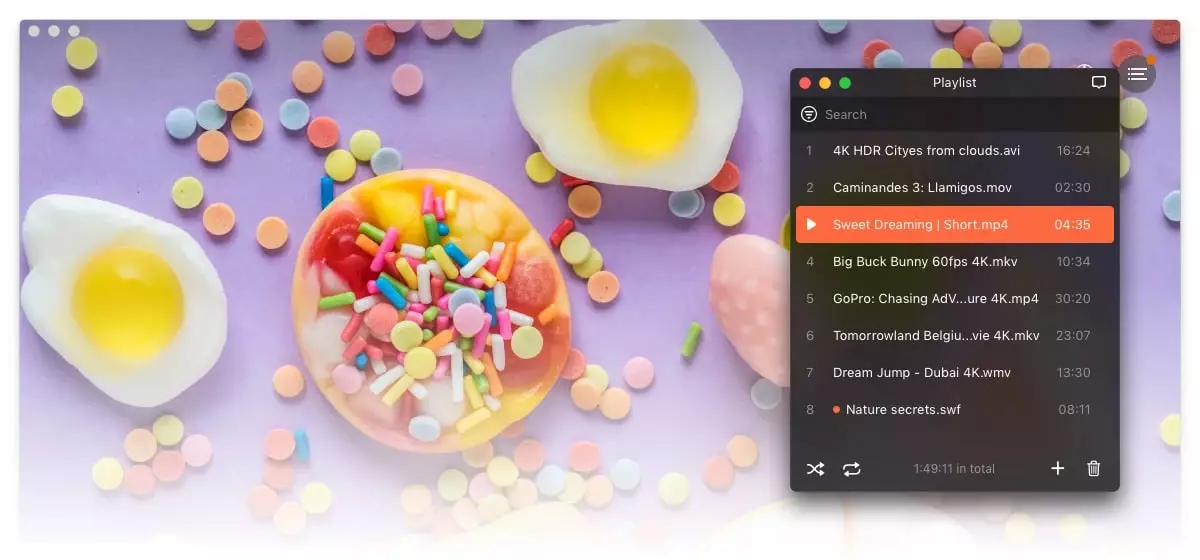 Playlist
Search
1 4K HDR Cityes from clouds.avi 16:24
2 Caminandes 3: Llamigos.mov 02:30
Sweet Dreaming | Short.mp4 04:35
4 Big Buck Bunny 60fps 4K.mkv 10:34
5 GoPro: Chasing AdV...ure 4K.mp4 30:20
6 Tomorrowland Belgiu...vie 4K.mkv 23:07
7 Dream Jump - Dubai 4K.wmv 13:30
8 Nature secrets.swf 08:11
1:49:11 in total